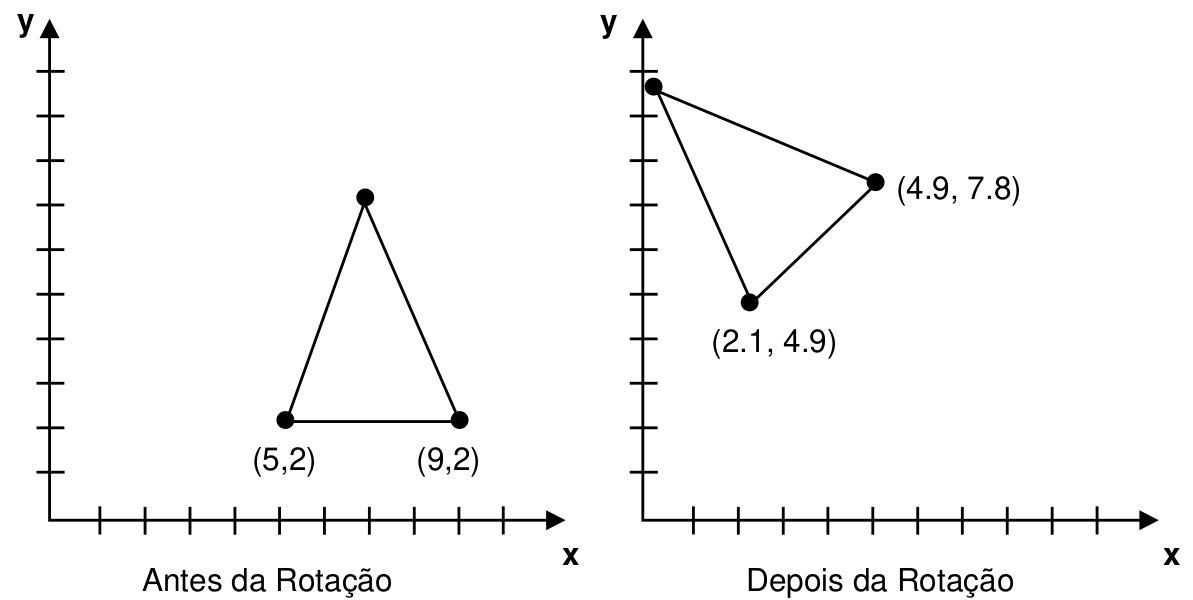 y
(5,2)
(9,2)
x
Antes da Rotação
y
(4.9, 7.8)
(2.1, 4.9)
x
Depois da Rotação